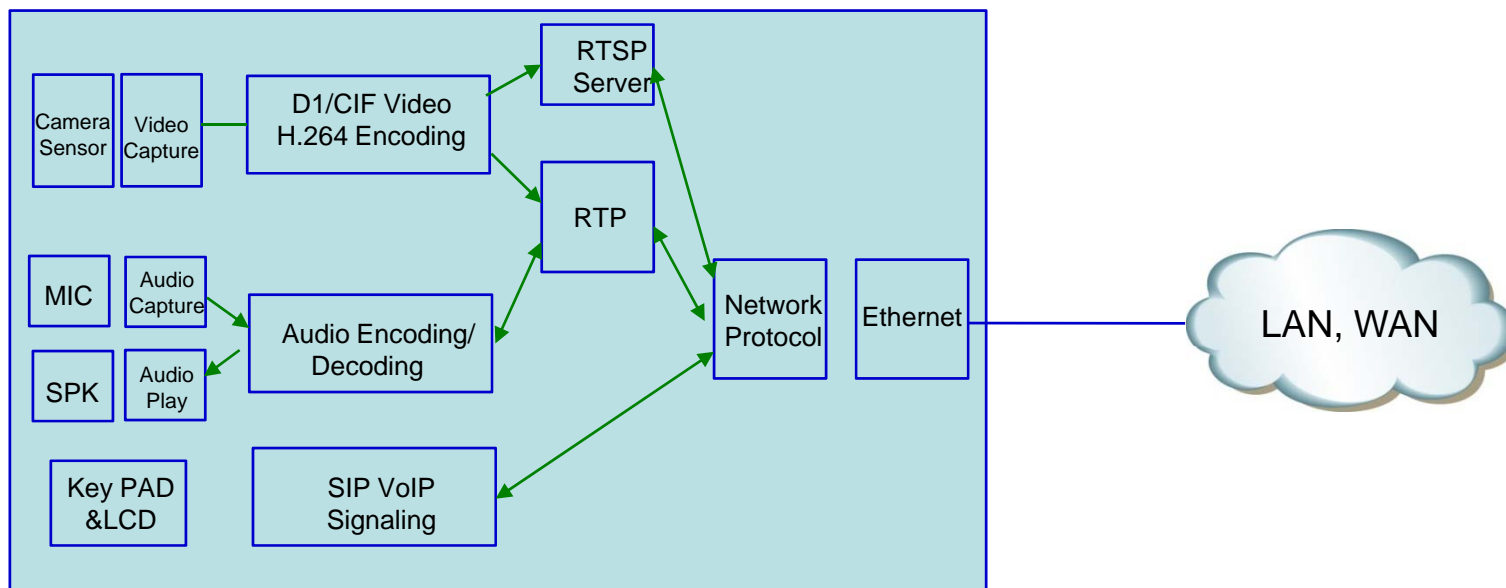 RTSP
Server
D1/CIF Video
H.264 Encoding
Camera
Sensor
Video
Capture
RTP
MIC
Audio
Capture
Audio Encoding/
Decoding
SPK
Audio
Play
Network
Protocol
Ethernet
LAN, WAN
Key PAD
&LCD
SIP VoIP
Signaling